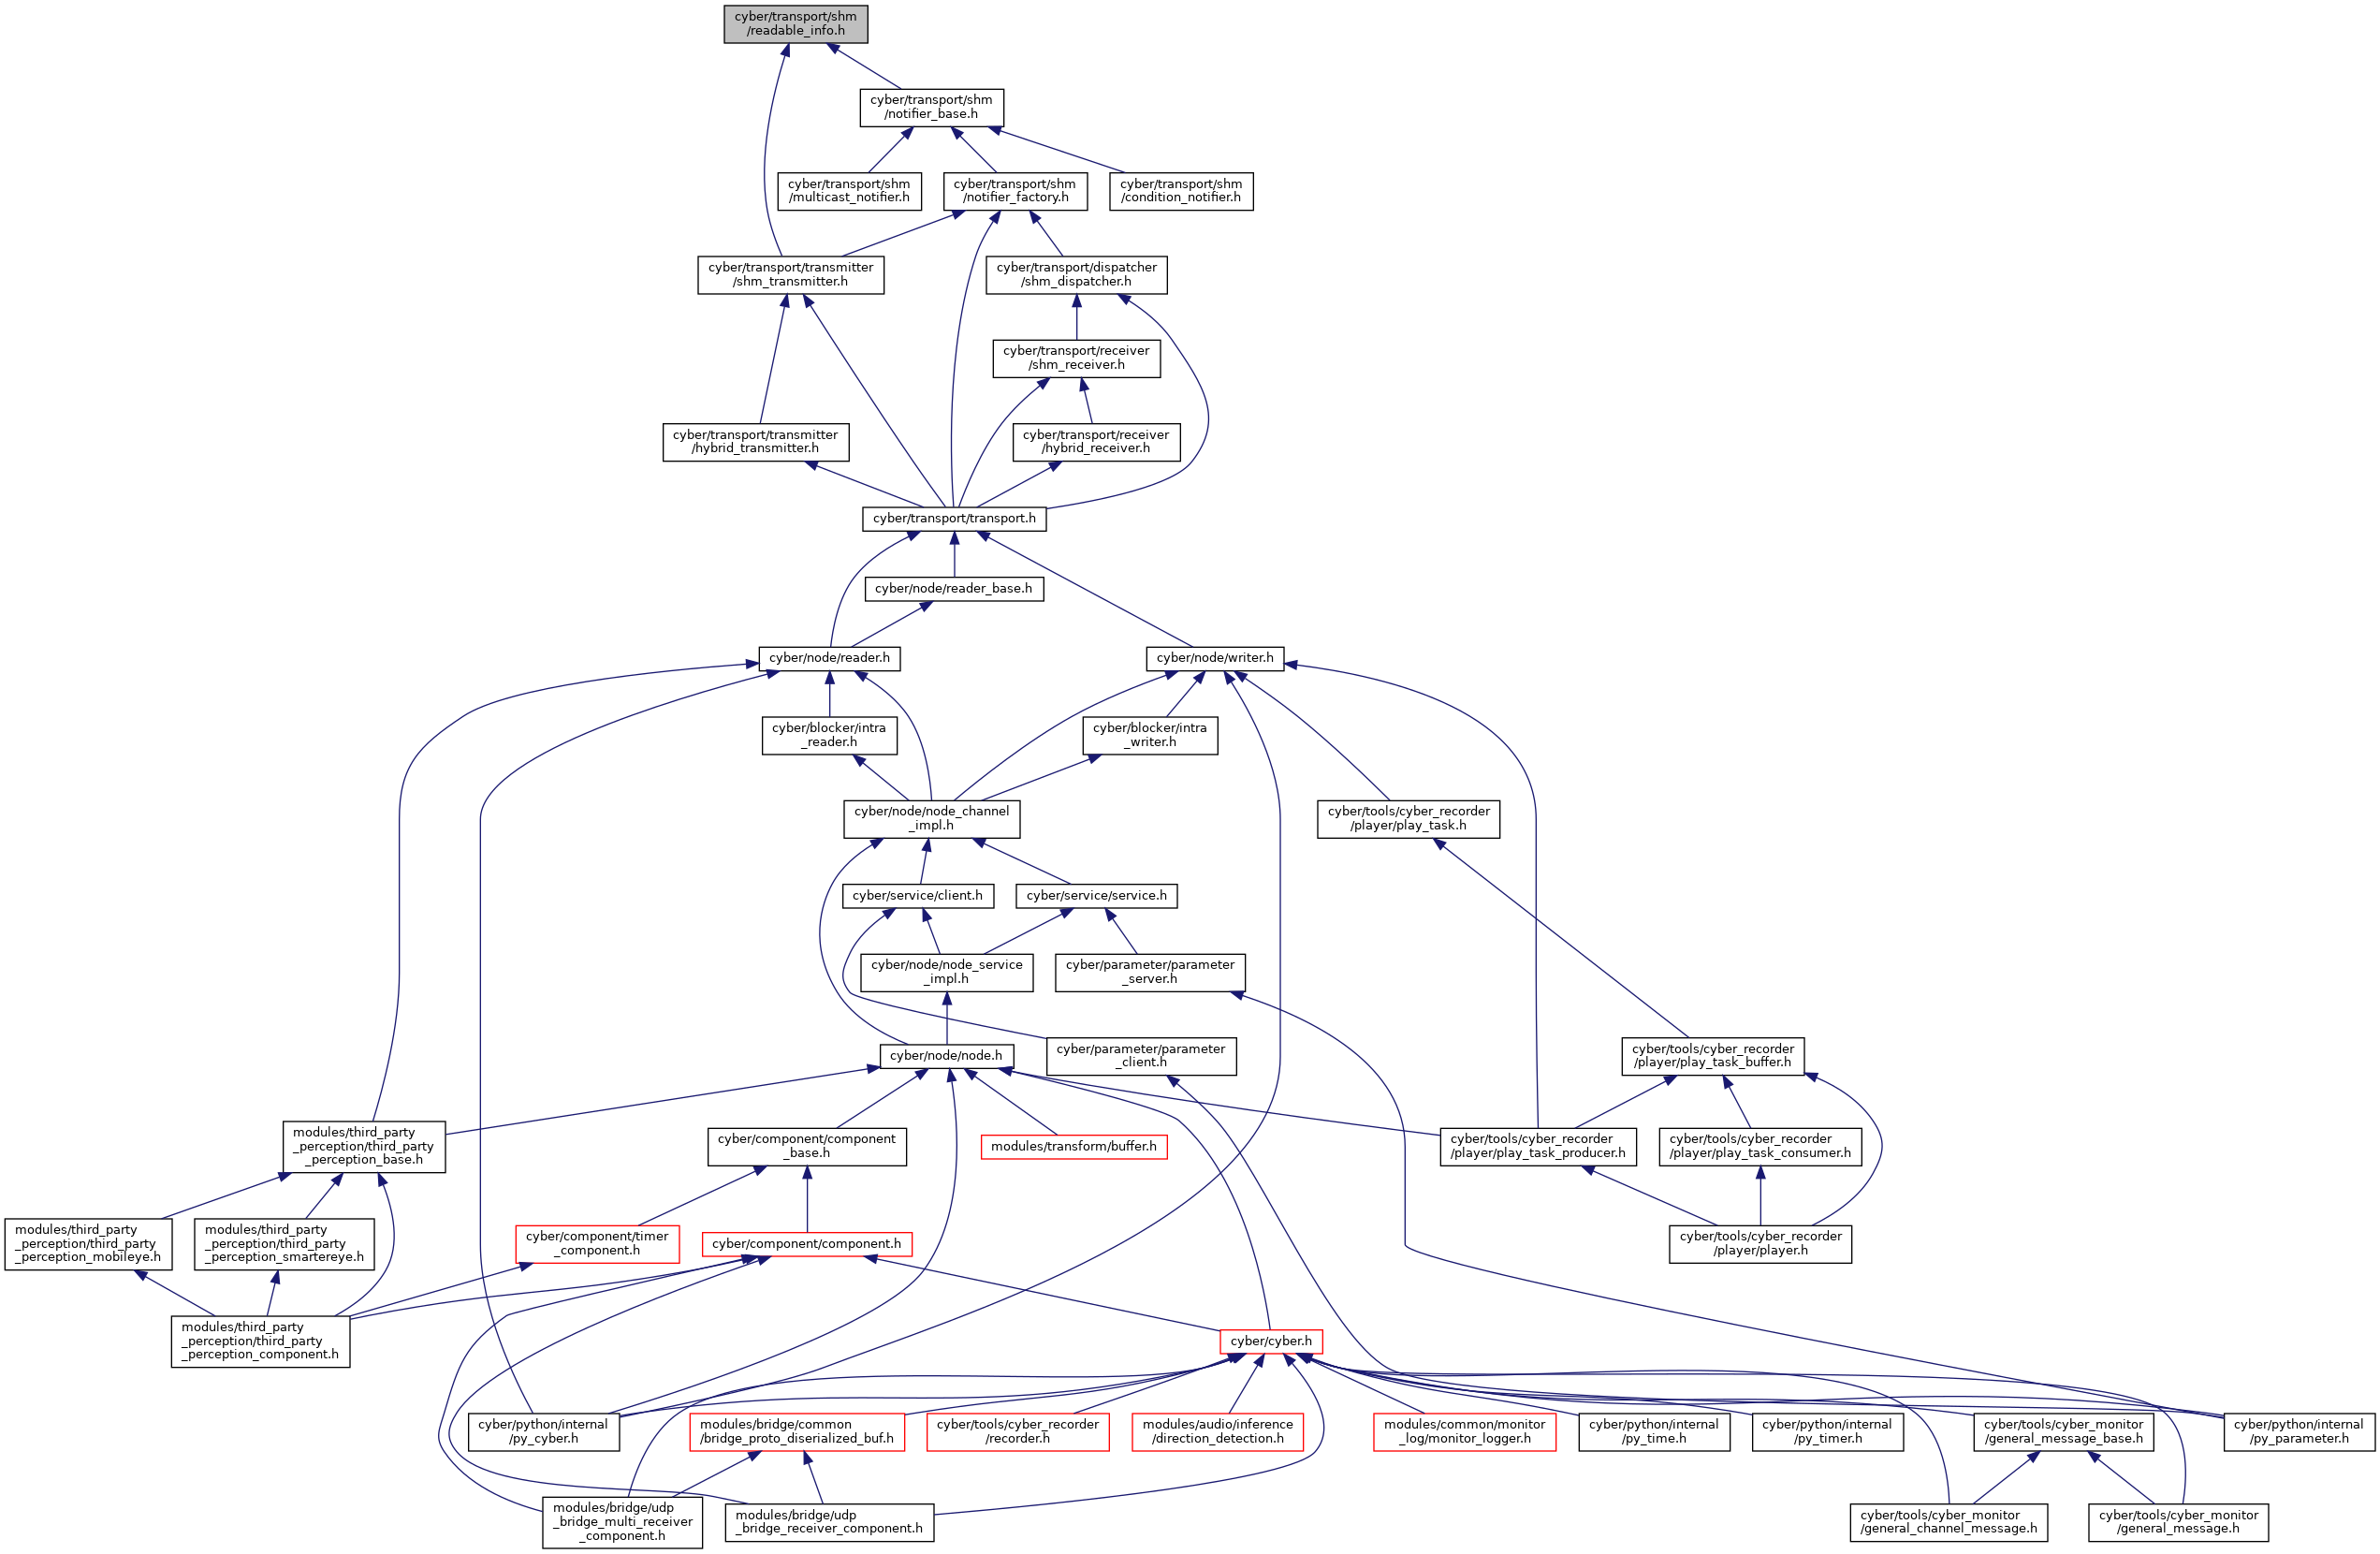 cyber/transport/shm
/readable_info.h
cyber/transport/shm
/notifier_base.h
cyber/transport/shm
/multicast_notifier.h
cyber/transport/shm
/notifier_factory.h
cyber/transport/shm
/condition_notifier.h
cyber/transport/transmitter
/shm_transmitter.h
cyber/transport/dispatcher
/shm_dispatcher.h
cyber/transport/receiver
/shm_receiver.h
cyber/transport/transmitter
/hybrid_transmitter.h
cyber/transport/receiver
/hybrid_receiver.h
cyber/transport/transport.h
cyber/node/reader_base.h
cyber/node/reader.h
cyber/node/writer.h
cyber/blocker/intra
_reader.h
cyber/blocker/intra
_writer.h
cyber/node/node_channel
_impl.h
cyber/tools/cyber_recorder
/player/play_task.h
cyber/service/client.h
cyber/service/service.h
cyber/node/node_service
_impl.h
cyber/parameter/parameter
_server.h
cyber/node/node.h
cyber/parameter/parameter
_client.h
cyber/tools/cyber_recorder
/player/play_task_buffer.h
modules/third_party
_perception/third_party
_perception_base.h
cyber/component/component
_base.h
modules/transform/buffer.h
cyber/tools/cyber_recorder
/player/play_task_producer.h
cyber/tools/cyber_recorder
/player/play_task_consumer.h
modules/third_party
_perception/third_party
_perception_mobileye.h
modules/third_party
_perception/third_party
_perception_smartereye.h
cyber/component/timer
_component.h
cyber/component/component.h
cyber/tools/cyber_recorder
/player/player.h
modules/third_party
_perception/third_party
_perception_component.h
cyber/cyber.h
cyber/python/internal
/py_cyber.h
modules/bridge/common
/bridge_proto_diserialized_buf.h
cyber/tools/cyber_recorder
/recorder.h
modules/audio/inference
/direction_detection.h
modules/common/monitor
_log/monitor_logger.h
cyber/python/internal
/py_time.h
cyber/python/internal
/py_timer.h
cyber/tools/cyber_monitor
/general_message_base.h
cyber/python/internal
/py_parameter.h
modules/bridge/udp
_bridge_multi_receiver
_component.h
modules/bridge/udp
_bridge_receiver_component.h
cyber/tools/cyber_monitor
/general_channel_message.h
cyber/tools/cyber_monitor
/general_message.h